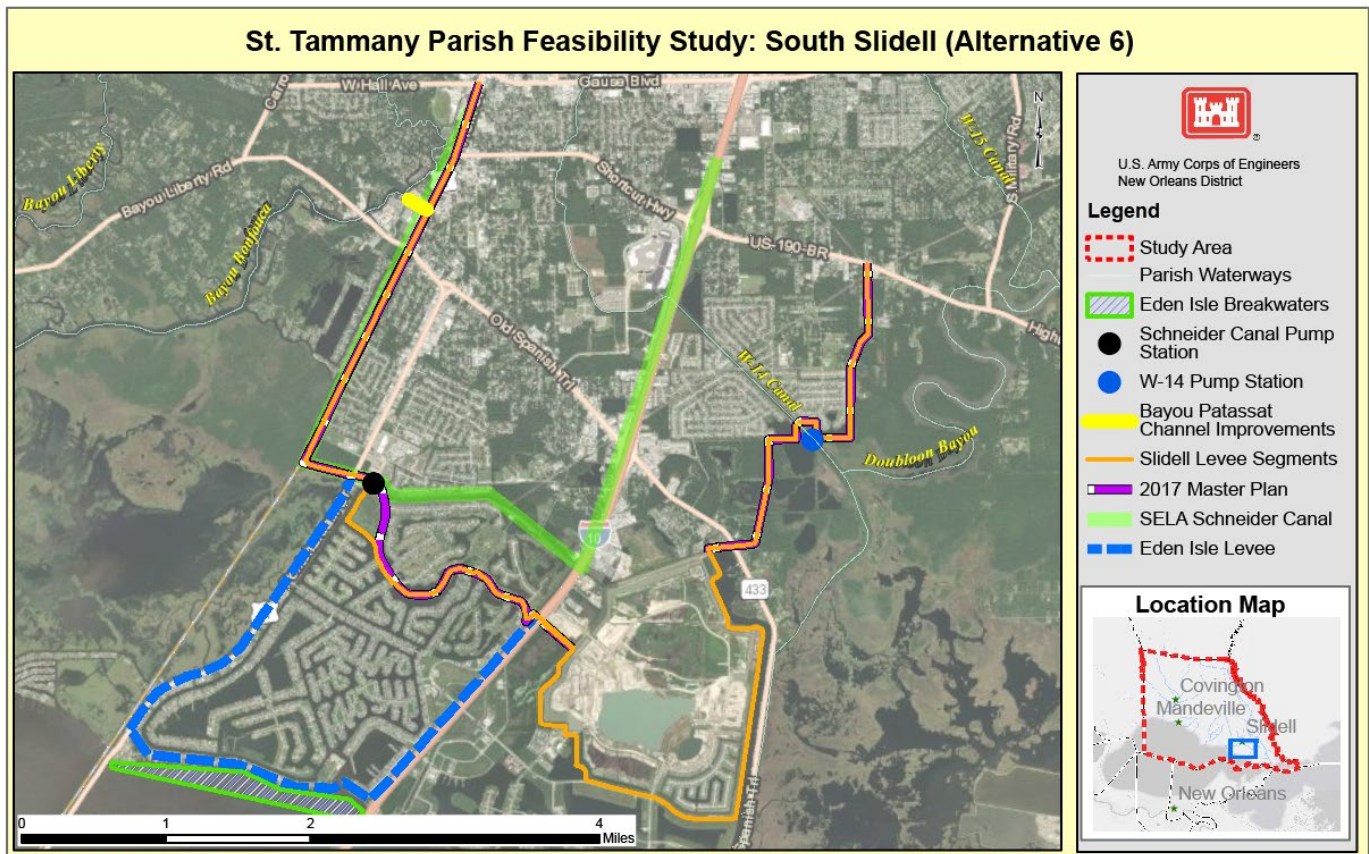 St. Tammany Parish Feasibility Study: South Slidell (Alternative 6)
W Hall Ave
Gause Blvd
N
Bayou Liberty
Bayou Liberty Rd
Bayou Bonfouca
Shortcut Hwy
W-15 Canal
S Military Rd
US-190-BR
Old Spanish Trl
W-14 Canal
Doubloon Bayou
10
433
Spanish Trl
0 1 2 4
Miles
U.S. Army Corps of Engineers
New Orleans District
Legend
Study Area
Parish Waterways
Eden Isle Breakwaters
Schneider Canal Pump
Station
W-14 Pump Station
Bayou Patassat
Channel Improvements
Slidell Levee Segments
2017 Master Plan
SELA Schneider Canal
Eden Isle Levee
Location Map
Covington
Mandeville
Slidell
New Orleans